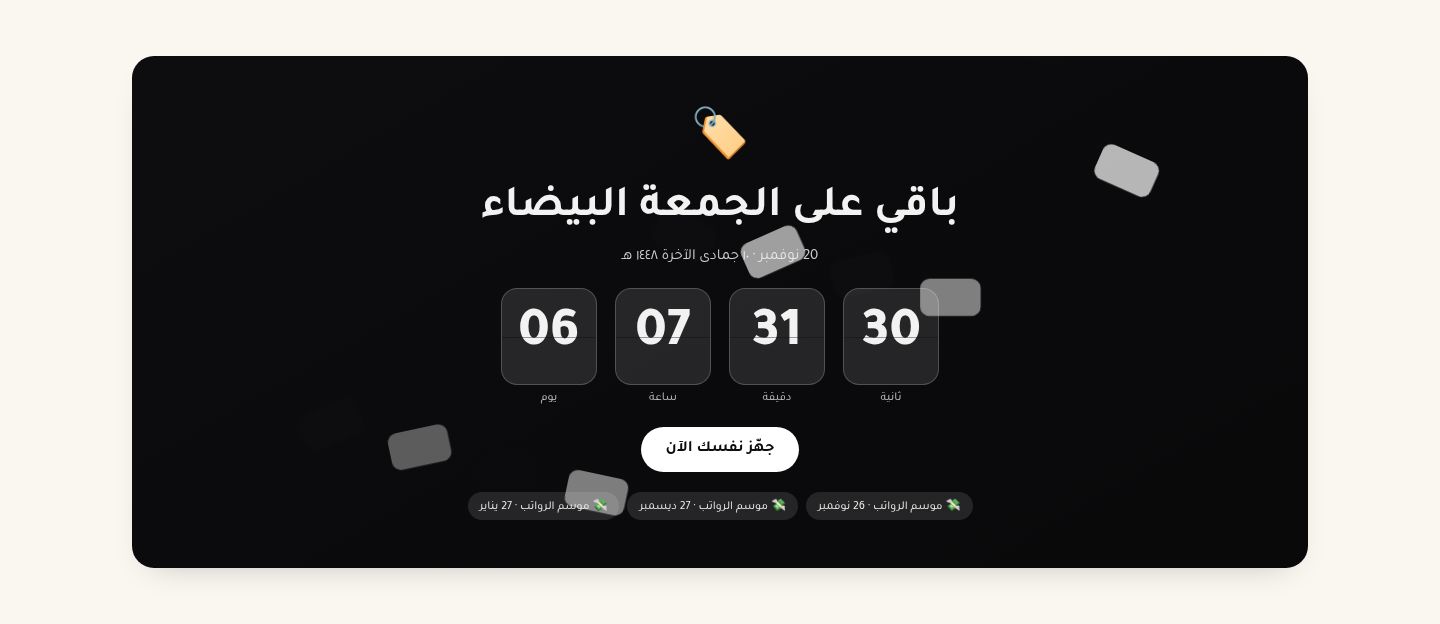 باقي على الجمعة البيضاء
20 نوفمبر · ١٠ جمادى الآخرة ١٤٤٨ هـ
30 31 07 06
ثانية دقيقة ساعة يوم
جهّز نفسك الآن
موسم الرواتب · 26 نوفمبر
موسم الرواتب · 27 ديسمبر
موسم الرواتب · 27 يناير